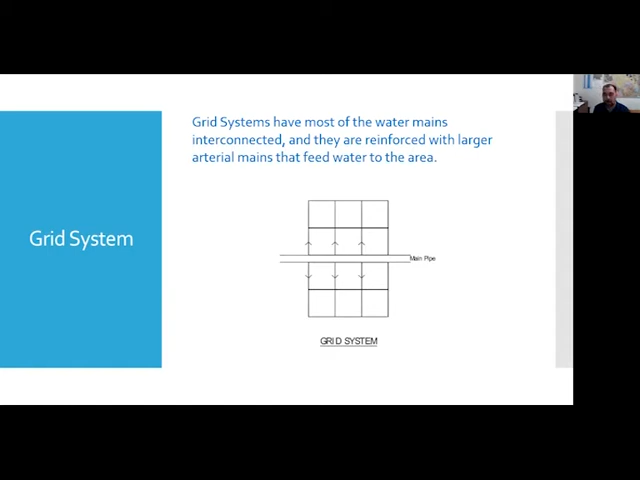 Grid Systems have most of the water mains
interconnected, and they are reinforced with larger
arterial mains that feed water to the area.
Grid System
Main Pipe
GRID SYSTEM